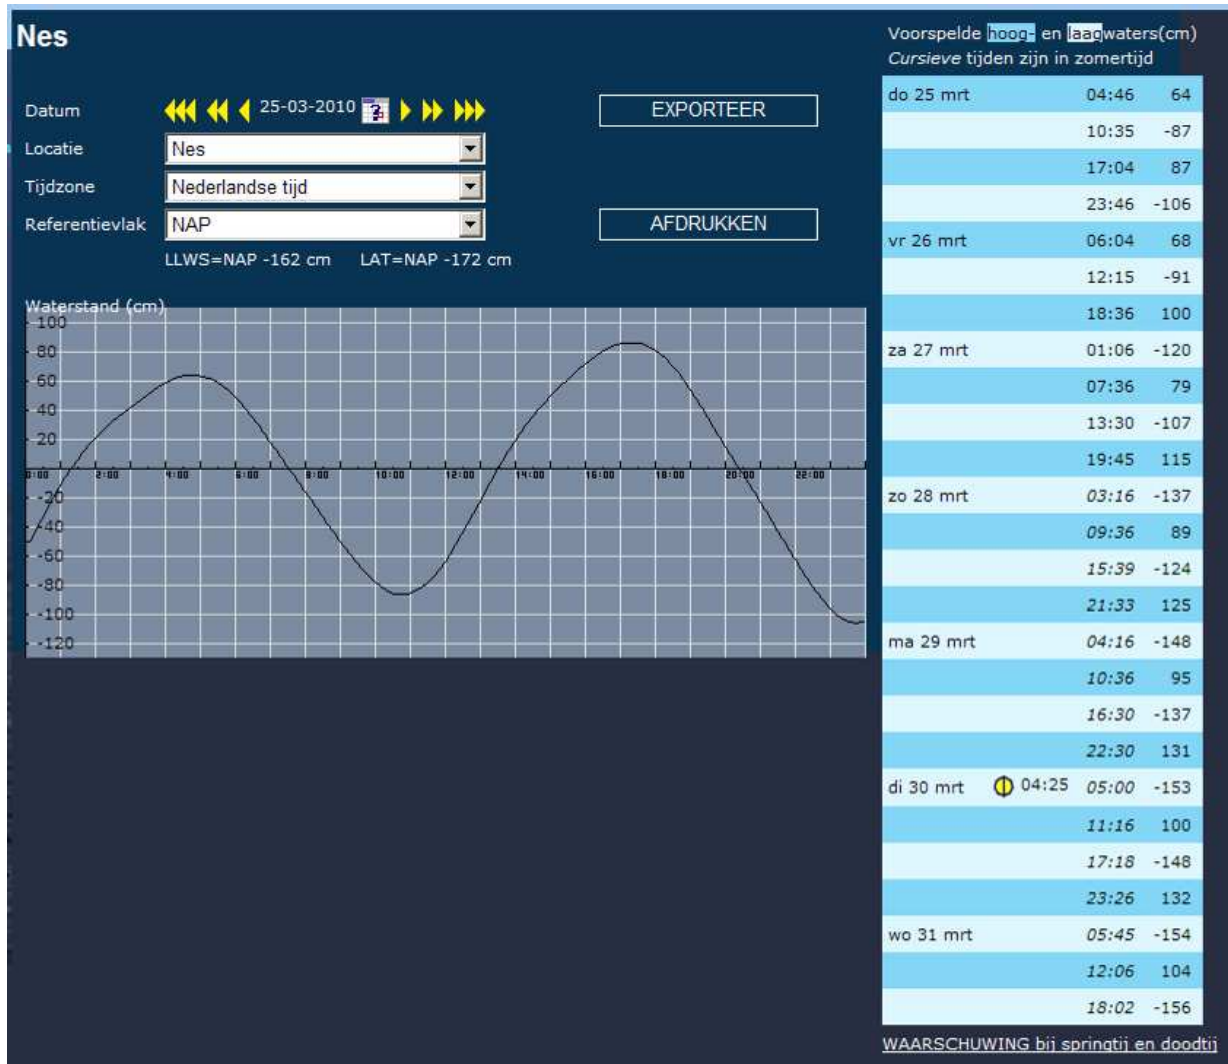 Nes
Datum 25-03-2010 EXPORTEER
Locatie Nes
Tijdzone Nederlandse tijd
Referentievlak NAP AFDRUKKEN
LLWS=NAP -162 cm LAT=NAP -172 cm
Waterstand (cm)
100
80
60
40
20
0:00 2:00 4:00 6:00 8:00 10:00 12:00 14:00 16:00 18:00 20:00 22:00
-20
-40
-60
-80
-100
-120
Voorspelde hoog- en laagwaters(cm)
Cursieve tijden zijn in zomertijd
do 25 mrt 04:46 64
10:35 -87
17:04 87
23:46 -106
vr 26 mrt 06:04 68
12:15 -91
18:36 100
za 27 mrt 01:06 -120
07:36 79
13:30 -107
19:45 115
zo 28 mrt 03:16 -137
09:36 89
15:39 -124
21:33 125
ma 29 mrt 04:16 -148
10:36 95
16:30 -137
22:30 131
di 30 mrt 04:25 05:00 -153
11:16 100
17:18 -148
23:26 132
wo 31 mrt 05:45 -154
12:06 104
18:02 -156
WAARSCHUWING bij springtij en doodtij